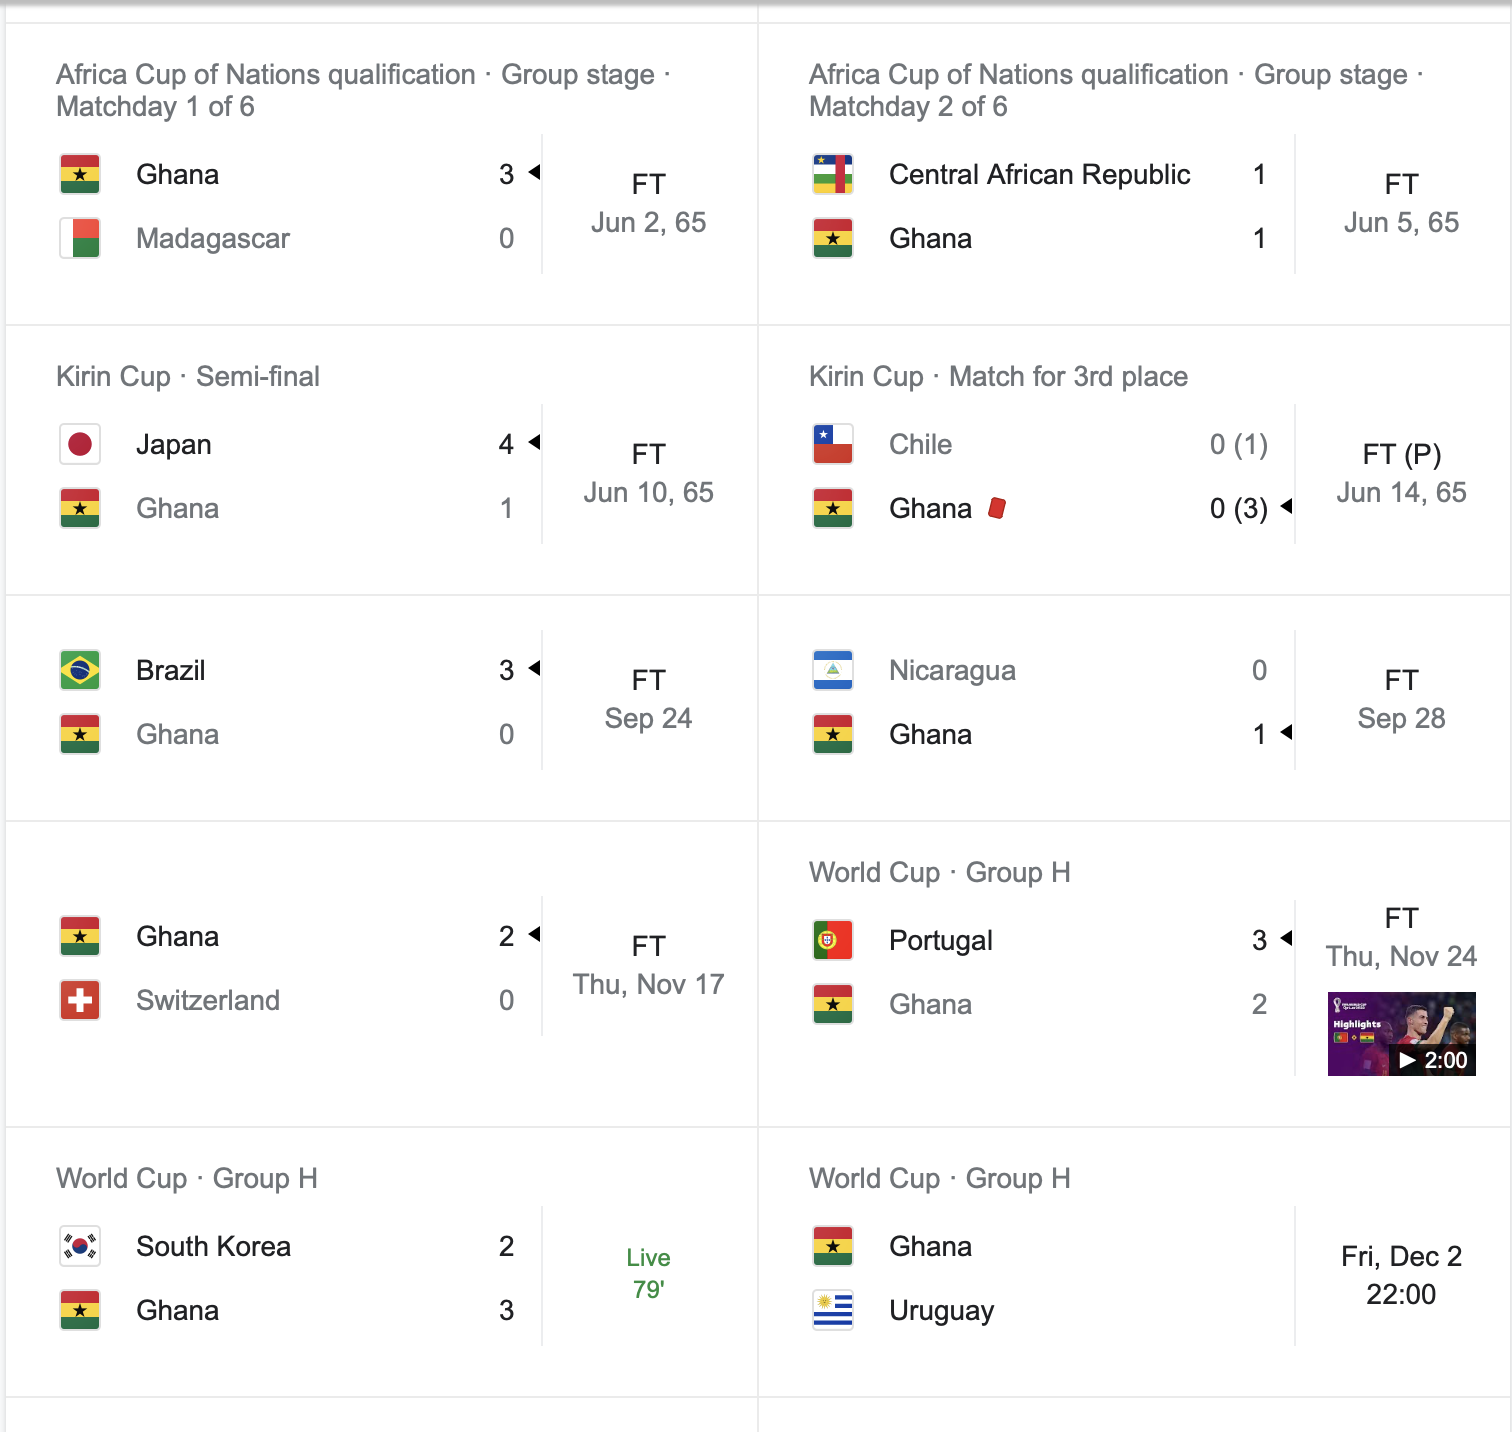 Africa Cup of Nations qualification · Group stage ·
Matchday 1 of 6
Ghana 3
Madagascar 0
FT
Jun 2, 65
Africa Cup of Nations qualification · Group stage ·
Matchday 2 of 6
Central African Republic 1
Ghana 1
FT
Jun 5, 65
Kirin Cup · Semi-final
Japan 4
Ghana 1
FT
Jun 10, 65
Kirin Cup · Match for 3rd place
Chile 0 (1)
Ghana 0 (3)
FT (P)
Jun 14, 65
Brazil 3
Ghana 0
FT
Sep 24
Nicaragua 0
Ghana 1
FT
Sep 28
Ghana 2
Switzerland 0
FT
Thu, Nov 17
World Cup · Group H
Portugal 3
Ghana 2
FT
Thu, Nov 24
Highlights
2:00
World Cup · Group H
South Korea 2
Ghana 3
Live
79'
World Cup · Group H
Ghana
Uruguay
Fri, Dec 2
22:00